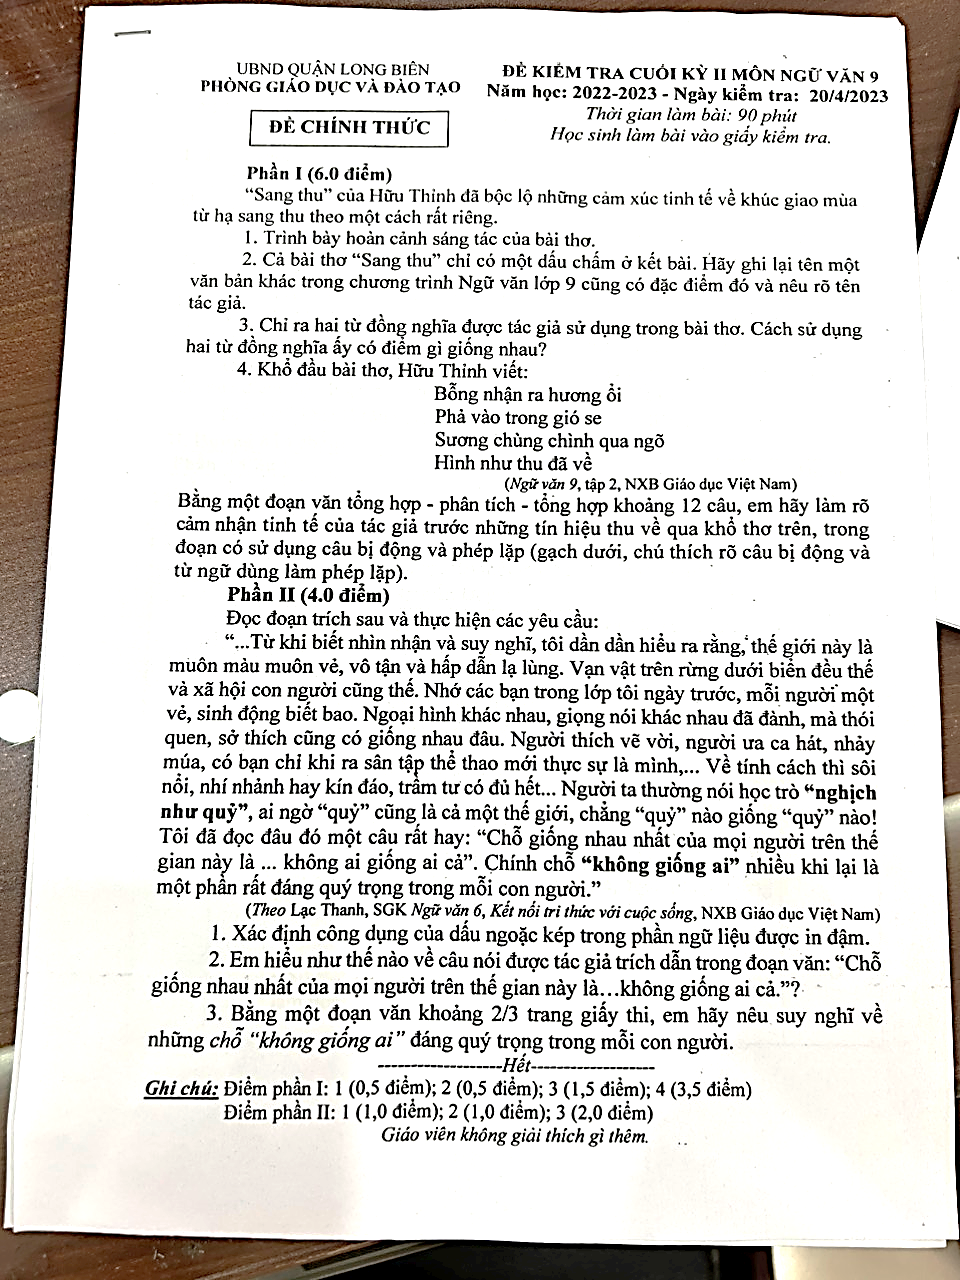 UBND QUẬN LONG BIÊN
PHÒNG GIÁO DỤC VÀ ĐÀO TẠO
ĐỀ CHÍNH THỨC
ĐỀ KIỂM TRA CUỐI KỲ II MÔN NGỮ VĂN 9
Năm học: 2022-2023 - Ngày kiểm tra: 20/4/2023
Thời gian làm bài: 90 phút
Học sinh làm bài vào giấy kiểm tra.
Phần I (6.0 điểm)
“Sang thu” của Hữu Thỉnh đã bộc lộ những cảm xúc tinh tế về khúc giao mùa
từ hạ sang thu theo một cách rất riêng.
1. Trình bày hoàn cảnh sáng tác của bài thơ.
2. Cả bài thơ “Sang thu” chỉ có một dấu chấm ở kết bài. Hãy ghi lại tên một
văn bản khác trong chương trình Ngữ văn lớp 9 cũng có đặc điểm đó và nêu rõ tên
tác giả.
3. Chỉ ra hai từ đồng nghĩa được tác giả sử dụng trong bài thơ. Cách sử dụng
hai từ đồng nghĩa ấy có điểm gì giống nhau?
4. Khổ đầu bài thơ, Hữu Thỉnh viết:
Bỗng nhận ra hương ổi
Phả vào trong gió se
Sương chùng chình qua ngõ
Hình như thu đã về
(Ngữ văn 9, tập 2, NXB Giáo dục Việt Nam)
Bằng một đoạn văn tổng hợp - phân tích - tổng hợp khoảng 12 câu, em hãy làm rõ
cảm nhận tinh tế của tác giả trước những tín hiệu thu về qua khổ thơ trên, trong
đoạn có sử dụng câu bị động và phép lặp (gạch dưới, chú thích rõ câu bị động và
từ ngữ dùng làm phép lặp).
Phần II (4.0 điểm)
Đọc đoạn trích sau và thực hiện các yêu cầu:
“...Từ khi biết nhìn nhận và suy nghĩ, tôi dần dần hiểu ra rằng, thế giới này là
muôn màu muôn vẻ, vô tận và hấp dẫn lạ lùng. Vạn vật trên rừng dưới biển đều thế
và xã hội con người cũng thế. Nhớ các bạn trong lớp tôi ngày trước, mỗi người một
vẻ, sinh động biết bao. Ngoại hình khác nhau, giọng nói khác nhau đã đành, mà thói
quen, sở thích cũng có giống nhau đâu. Người thích vẽ vời, người ưa ca hát, nhảy
múa, có bạn chỉ khi ra sân tập thể thao mới thực sự là mình,... Về tính cách thì sôi
nổi, nhí nhảnh hay kín đáo, trầm tư có đủ hết... Người ta thường nói học trò “nghịch
như quỷ”, ai ngờ “quỷ” cũng là cả một thế giới, chẳng “quỷ” nào giống “quỷ” nào!
Tôi đã đọc đâu đó một câu rất hay: “Chỗ giống nhau nhất của mọi người trên thế
gian này là ... không ai giống ai cả”. Chính chỗ “không giống ai” nhiều khi lại là
một phần rất đáng quý trọng trong mỗi con người.”
(Theo Lạc Thanh, SGK Ngữ văn 6, Kết nối tri thức với cuộc sống, NXB Giáo dục Việt Nam)
1. Xác định công dụng của dấu ngoặc kép trong phần ngữ liệu được in đậm.
2. Em hiểu như thế nào về câu nói được tác giả trích dẫn trong đoạn văn: “Chỗ
giống nhau nhất của mọi người trên thế gian này là...không ai giống ai cả.”?
3. Bằng một đoạn văn khoảng 2/3 trang giấy thi, em hãy nêu suy nghĩ về
những chỗ “không giống ai” đáng quý trọng trong mỗi con người.
-------------------Hết-------------------
Ghi chú: Điểm phần I: 1 (0,5 điểm); 2 (0,5 điểm); 3 (1,5 điểm); 4 (3,5 điểm)
Điểm phần II: 1 (1,0 điểm); 2 (1,0 điểm); 3 (2,0 điểm)
Giáo viên không giải thích gì thêm.